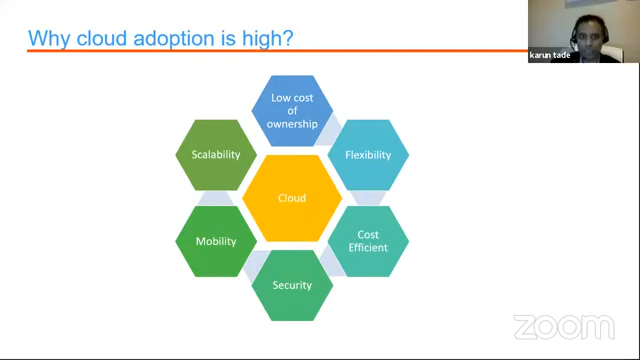 Why cloud adoption is high?
karun tade
Low cost
of
ownership
Scalability
Flexibility
Cloud
Mobility
Cost
Efficient
Security
zoom